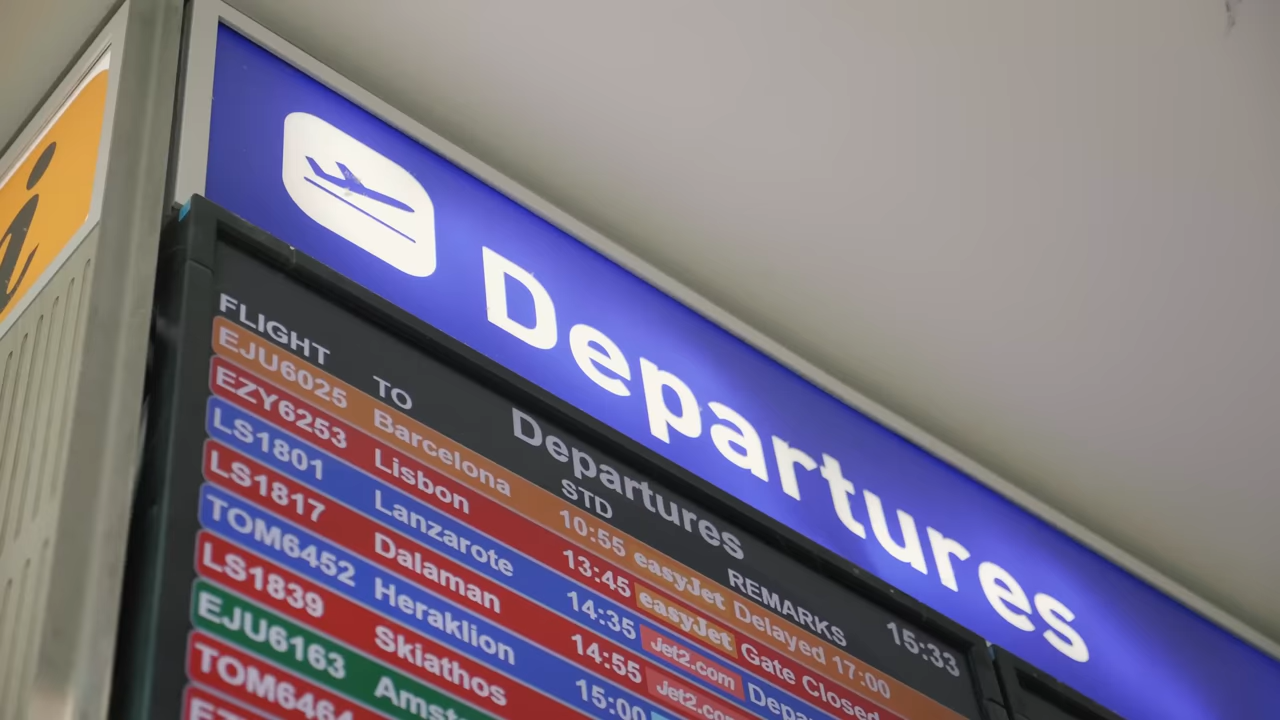 i
Departures
Departures 15:33
FLIGHT TO STD REMARKS
EJU6025 Barcelona 10:55 easyJet Delayed 17:00
EZY6253 Lisbon 13:45 easyJet Gate Closed
LS1801 Lanzarote 14:35 Jet2.com
LS1817 Dalaman 14:55 Jet2.com
TOM6452 Heraklion 15:00
LS1839 Skiathos
EJU6163